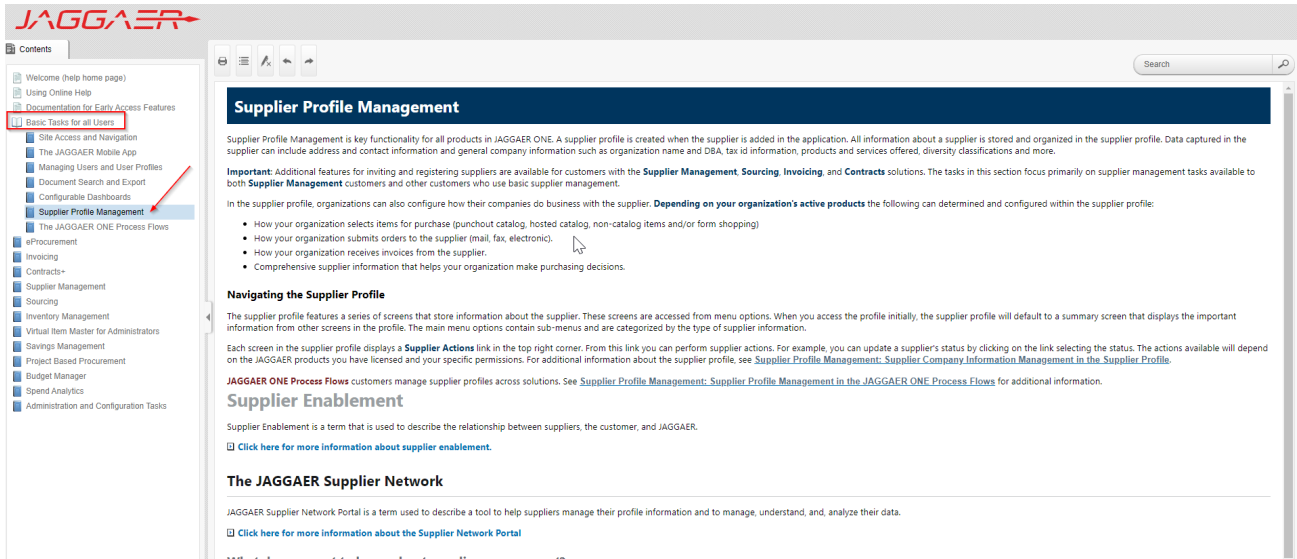 JAGGAER
Contents
Search
Welcome (help home page)
Using Online Help
Documentation for Early Access Features
Basic Tasks for all Users
Site Access and Navigation
The JAGGAER Mobile App
Managing Users and User Profiles
Document Search and Export
Configurable Dashboards
Supplier Profile Management
The JAGGAER ONE Process Flows
eProcurement
Invoicing
Contracts+
Supplier Management
Sourcing
Inventory Management
Virtual Item Master for Administrators
Savings Management
Project Based Procurement
Budget Manager
Spend Analytics
Administration and Configuration Tasks
Supplier Profile Management
Supplier Profile Management is key functionality for all products in JAGGAER ONE. A supplier profile is created when the supplier is added in the application. All information about a supplier is stored and organized in the supplier profile. Data captured in the
supplier can include address and contact information and general company information such as organization name and DBA, tax id information, products and services offered, diversity classifications and more.
Important: Additional features for inviting and registering suppliers are available for customers with the Supplier Management, Sourcing, Invoicing, and Contracts solutions. The tasks in this section focus primarily on supplier management tasks available to
both Supplier Management customers and other customers who use basic supplier management.
In the supplier profile, organizations can also configure how their companies do business with the supplier. Depending on your organization's active products the following can determined and configured within the supplier profile:
• How your organization selects items for purchase (punchout catalog, hosted catalog, non-catalog items and/or form shopping)
• How your organization submits orders to the supplier (mail, fax, electronic).
• How your organization receives invoices from the supplier.
• Comprehensive supplier information that helps your organization make purchasing decisions.
Navigating the Supplier Profile
The supplier profile features a series of screens that store information about the supplier. These screens are accessed from menu options. When you access the profile initially, the supplier profile will default to a summary screen that displays the important
information from other screens in the profile. The main menu options contain sub-menus and are categorized by the type of supplier information.
Each screen in the supplier profile displays a Supplier Actions link in the top right corner. From this link you can perform supplier actions. For example, you can update a supplier's status by clicking on the link selecting the status. The actions available will depend
on the JAGGAER products you have licensed and your specific permissions. For additional information about the supplier profile, see Supplier Profile Management: Supplier Company Information Management in the Supplier Profile.
JAGGAER ONE Process Flows customers manage supplier profiles across solutions. See Supplier Profile Management: Supplier Profile Management in the JAGGAER ONE Process Flows for additional information.
Supplier Enablement
Supplier Enablement is a term that is used to describe the relationship between suppliers, the customer, and JAGGAER.
Click here for more information about supplier enablement.
The JAGGAER Supplier Network
JAGGAER Supplier Network Portal is a term used to describe a tool to help suppliers manage their profile information and to manage, understand, and, analyze their data.
Click here for more information about the Supplier Network Portal